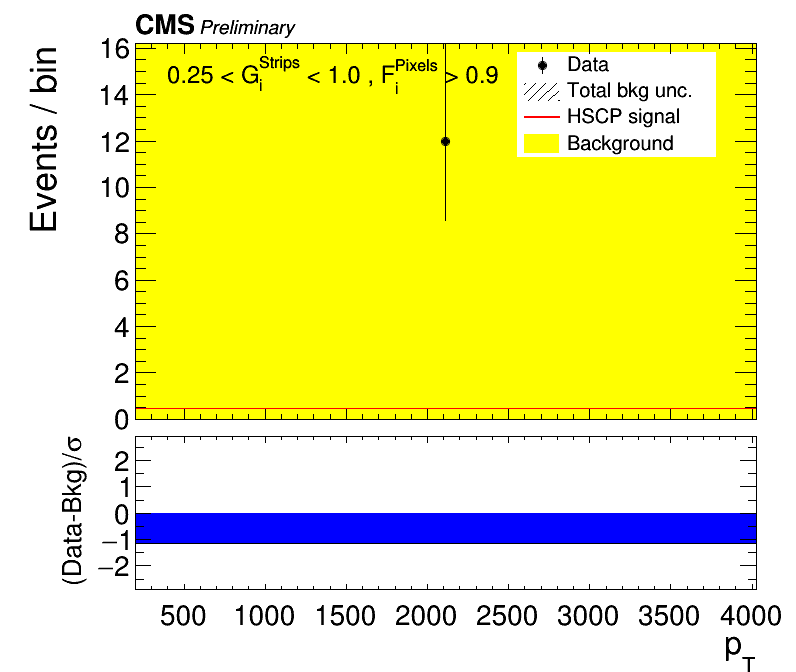 CMS Preliminary
Events / bin
16
14
12
10
8
6
4
2
0
0.25 < G_i^Strips < 1.0 , F_i^Pixels > 0.9
Data
Total bkg unc.
HSCP signal
Background
(Data-Bkg)/σ
2
1
0
−1
−2
500 1000 1500 2000 2500 3000 3500 4000
p_T